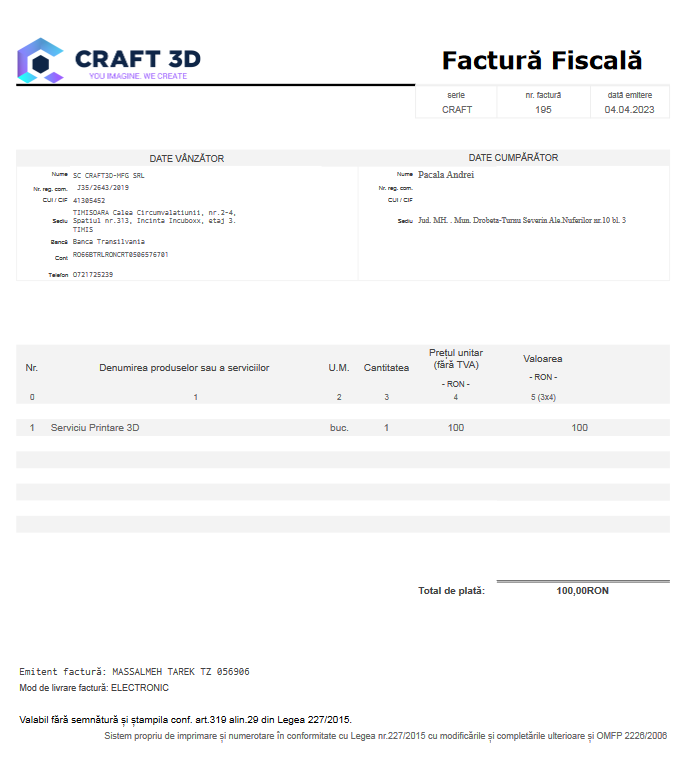 CRAFT 3D
YOU IMAGINE. WE CREATE
Factură Fiscală
serie nr. factură dată emitere
CRAFT 195 04.04.2023
DATE VÂNZĂTOR
Nume SC CRAFT3D-MFG SRL
Nr. reg. com. J35/2643/2019
CUI / CIF 41305452
TIMISOARA Calea Circumvalatiunii, nr.2-4,
Sediu Spatiul nr.313, Incinta Incuboxx, etaj 3.
TIMIS
Bancă Banca Transilvania
Cont RO66BTRLRONCRT0506576701
Telefon 0721725239
DATE CUMPĂRĂTOR
Nume Pacala Andrei
Nr. reg. com.
CUI / CIF
Sediu Jud. MH. . Mun. Drobeta-Turnu Severin Ale.Nuferilor nr.10 bl. 3
Nr. Denumirea produselor sau a serviciilor U.M. Cantitatea Prețul unitar (fără TVA) - RON - Valoarea - RON -
0 1 2 3 4 5 (3x4)
1 Serviciu Printare 3D buc. 1 100 100
Total de plată: 100,00RON
Emitent factură: MASSALMEH TAREK TZ 056906
Mod de livrare factură: ELECTRONIC
Valabil fără semnătură și ștampila conf. art.319 alin.29 din Legea 227/2015.
Sistem propriu de imprimare și numerotare în conformitate cu Legea nr.227/2015 cu modificările și completările ulterioare și OMFP 2226/2006